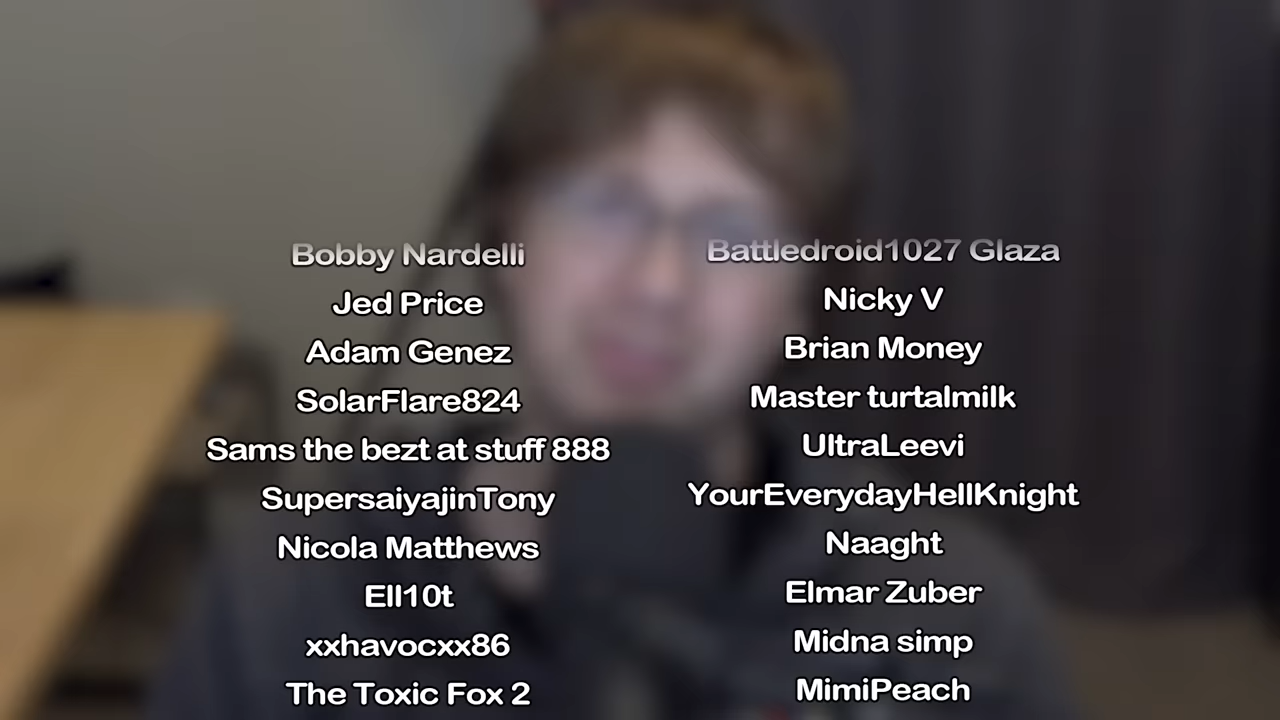 Bobby Nardelli
Jed Price
Adam Genez
SolarFlare824
Sams the bezt at stuff 888
SupersaiyajinTony
Nicola Matthews
Ell10t
xxhavocxx86
The Toxic Fox 2
Battledroid1027 Glaza
Nicky V
Brian Money
Master turtalmilk
UltraLeevi
YourEverydayHellKnight
Naaght
Elmar Zuber
Midna simp
MimiPeach